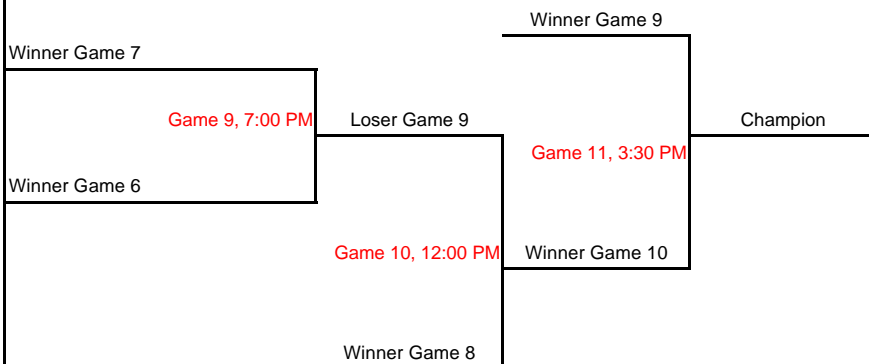 Winner Game 9
Winner Game 7
Game 9, 7:00 PM
Loser Game 9
Champion
Game 11, 3:30 PM
Winner Game 6
Game 10, 12:00 PM
Winner Game 10
Winner Game 8